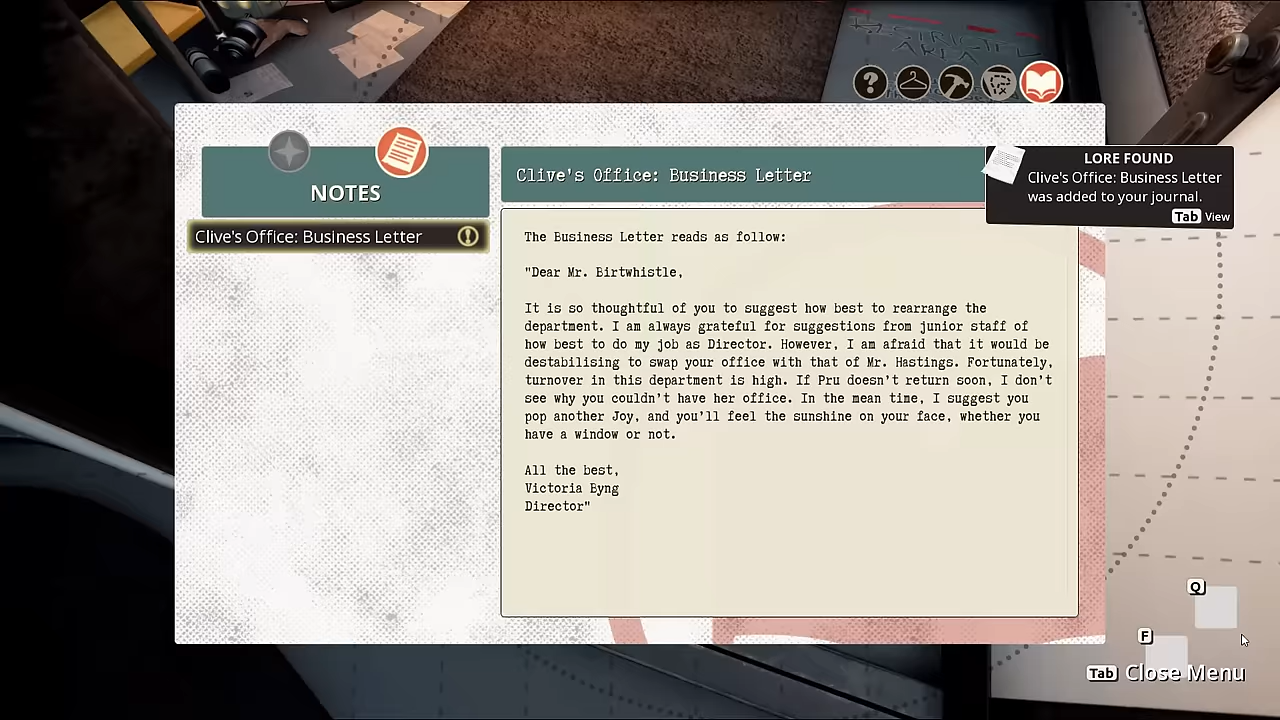 RESTRICTED
AREA
?
NOTES
Clive's Office: Business Letter
LORE FOUND
Clive's Office: Business Letter
was added to your journal.
Tab View
Clive's Office: Business Letter
The Business Letter reads as follow:
"Dear Mr. Birtwhistle,
It is so thoughtful of you to suggest how best to rearrange the
department. I am always grateful for suggestions from junior staff of
how best to do my job as Director. However, I am afraid that it would be
destabilising to swap your office with that of Mr. Hastings. Fortunately,
turnover in this department is high. If Pru doesn't return soon, I don't
see why you couldn't have her office. In the mean time, I suggest you
pop another Joy, and you'll feel the sunshine on your face, whether you
have a window or not.
All the best,
Victoria Byng
Director"
Q
F
Tab Close Menu